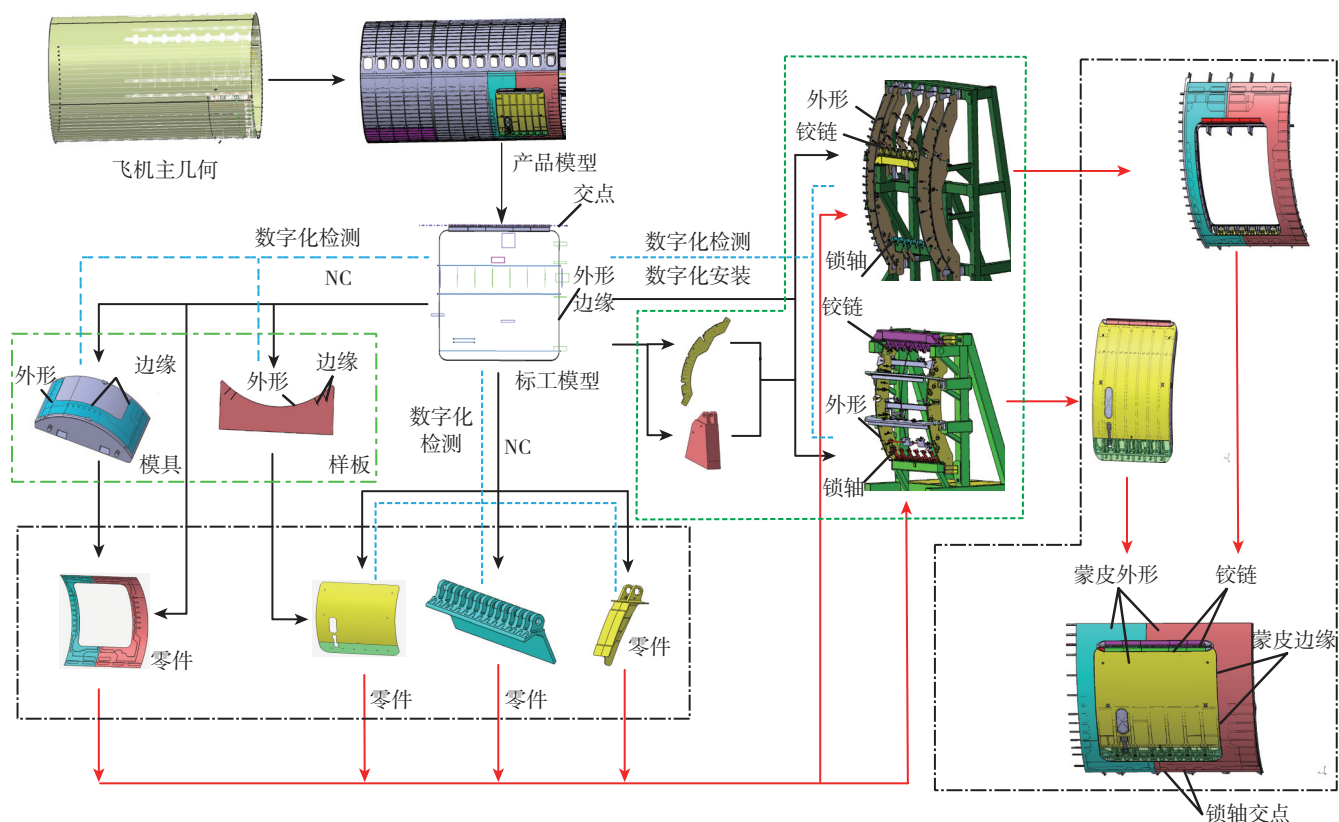 飞机主几何
产品模型
交点
外形
边缘
标工模型
数字化检测
NC
数字化检测
数字化安装
外形
铰链
锁轴
铰链
外形
锁轴
外形
边缘
模具
外形
边缘
样板
数字化
检测
NC
零件
零件
零件
零件
蒙皮外形
铰链
蒙皮边缘
锁轴交点